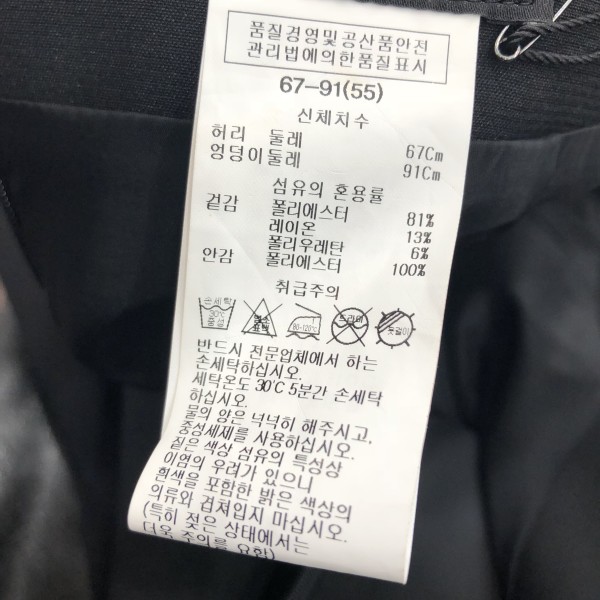 품질경영및공산품안전
관리법에의한품질표시
67-91(55)
신체치수
허리 둘레 67Cm
엉덩이둘레 91Cm
섬유의 혼용률
겉감 폴리에스터 81%
레이온 13%
폴리우레탄 6%
안감 폴리에스터 100%
취급주의
손세탁 30℃ 중성
염소 표백
80-120℃
드라이
옷걸이
반드시 전문업체에서 하는
손세탁하십시오.
세탁온도 30℃ 5분간 손세탁
하십시오.
물의 양은 넉넉히 해주시고,
중성세제를 사용하십시오.
짙은 색상 섬유의 특성상
이염의 우려가 있으니
흰색을 포함한 밝은 색상의
의류와 겹쳐입지 마십시오.
(특히 젖은 상태에서는
더욱 주의를 요함)